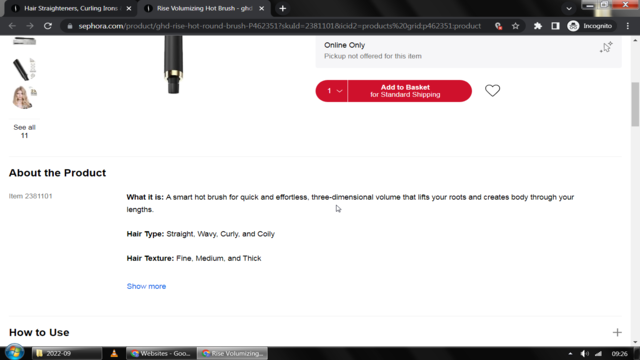 Hair Straighteners, Curling Irons
Rise Volumizing Hot Brush - ghd
sephora.com/product/ghd-rise-hot-round-brush-P462351?skuId=2381101&icid2=products%20grid:p462351:product
Incognito
Online Only
Pickup not offered for this item
1
Add to Basket
for Standard Shipping
See all
11
About the Product
Item 2381101
What it is: A smart hot brush for quick and effortless, three-dimensional volume that lifts your roots and creates body through your
lengths.
Hair Type: Straight, Wavy, Curly, and Coily
Hair Texture: Fine, Medium, and Thick
Show more
How to Use
2022-09
Websites - Goo...
Rise Volumizing...
09:26